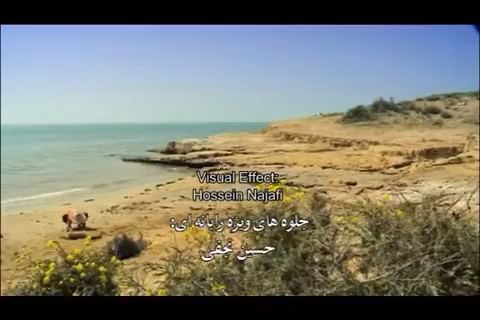 Visual Effect:
Hossein Najafi
جلوه های ویژه رایانه ای:
حسین نجفی